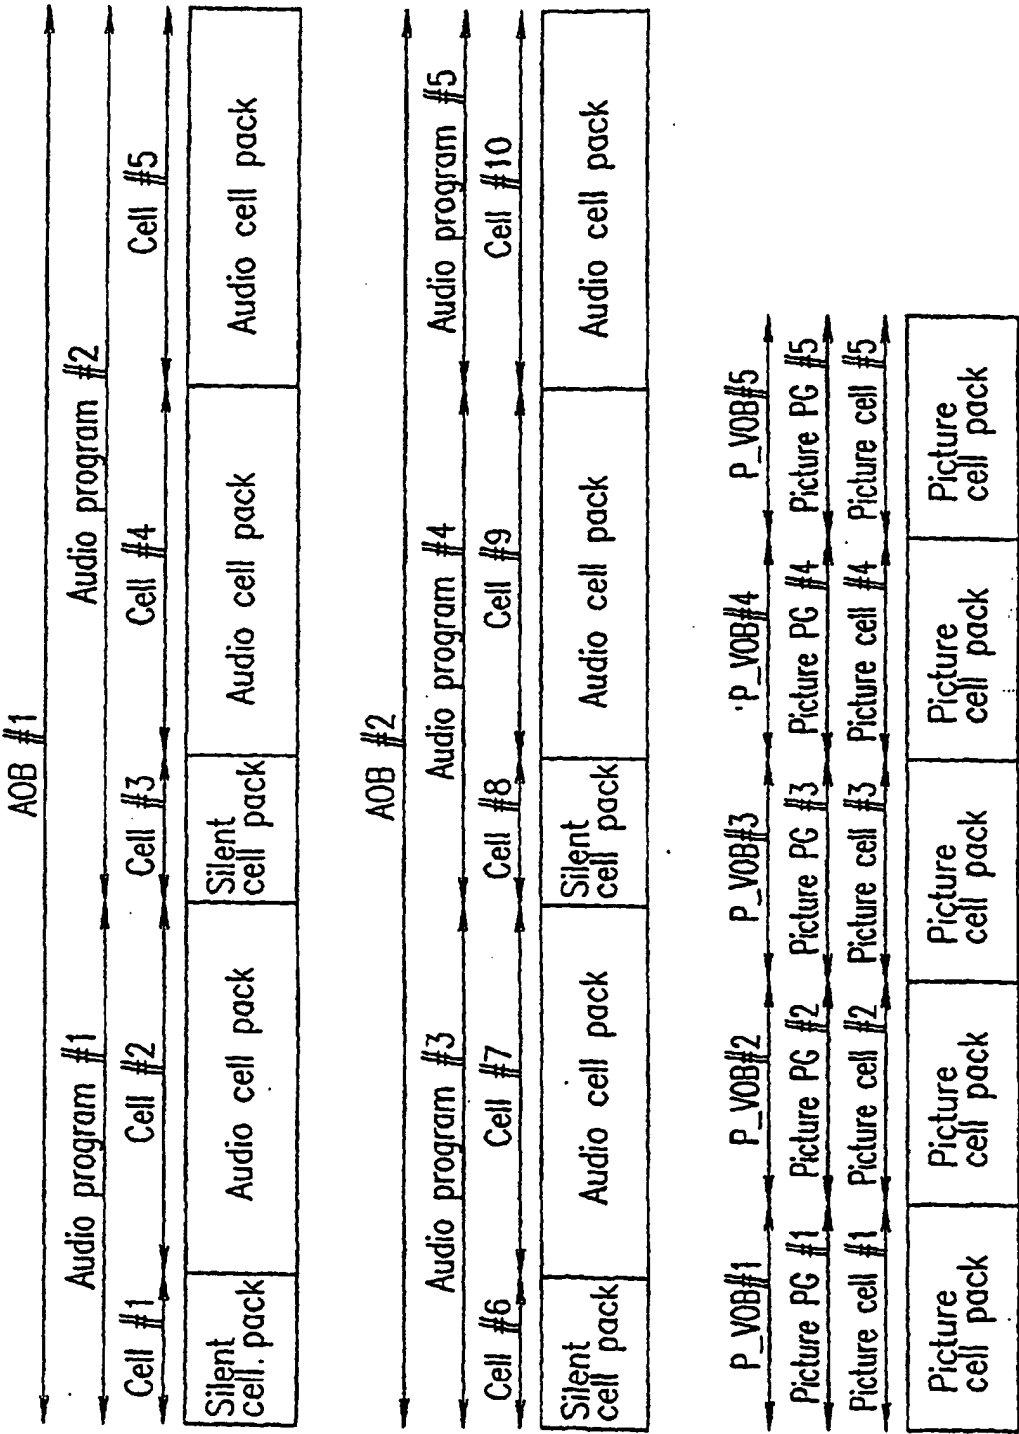 AOB #1
Audio program #1
Audio program #2
Cell #1
Cell #2
Cell #3
Cell #4
Cell #5
Silent
cell. pack
Audio cell pack
Silent
cell pack
Audio cell pack
Audio cell pack
AOB #2
Audio program #3
Audio program #4
Audio program #5
Cell #6
Cell #7
Cell #8
Cell #9
Cell #10
Silent
cell pack
Audio cell pack
Silent
cell pack
Audio cell pack
Audio cell pack
P_VOB#1
P_VOB#2
P_VOB#3
P_VOB#4
P_VOB#5
Picture PG #1
Picture PG #2
Picture PG #3
Picture PG #4
Picture PG #5
Picture cell #1
Picture cell #2
Picture cell #3
Picture cell #4
Picture cell #5
Picture
cell pack
Picture
cell pack
Picture
cell pack
Picture
cell pack
Picture
cell pack